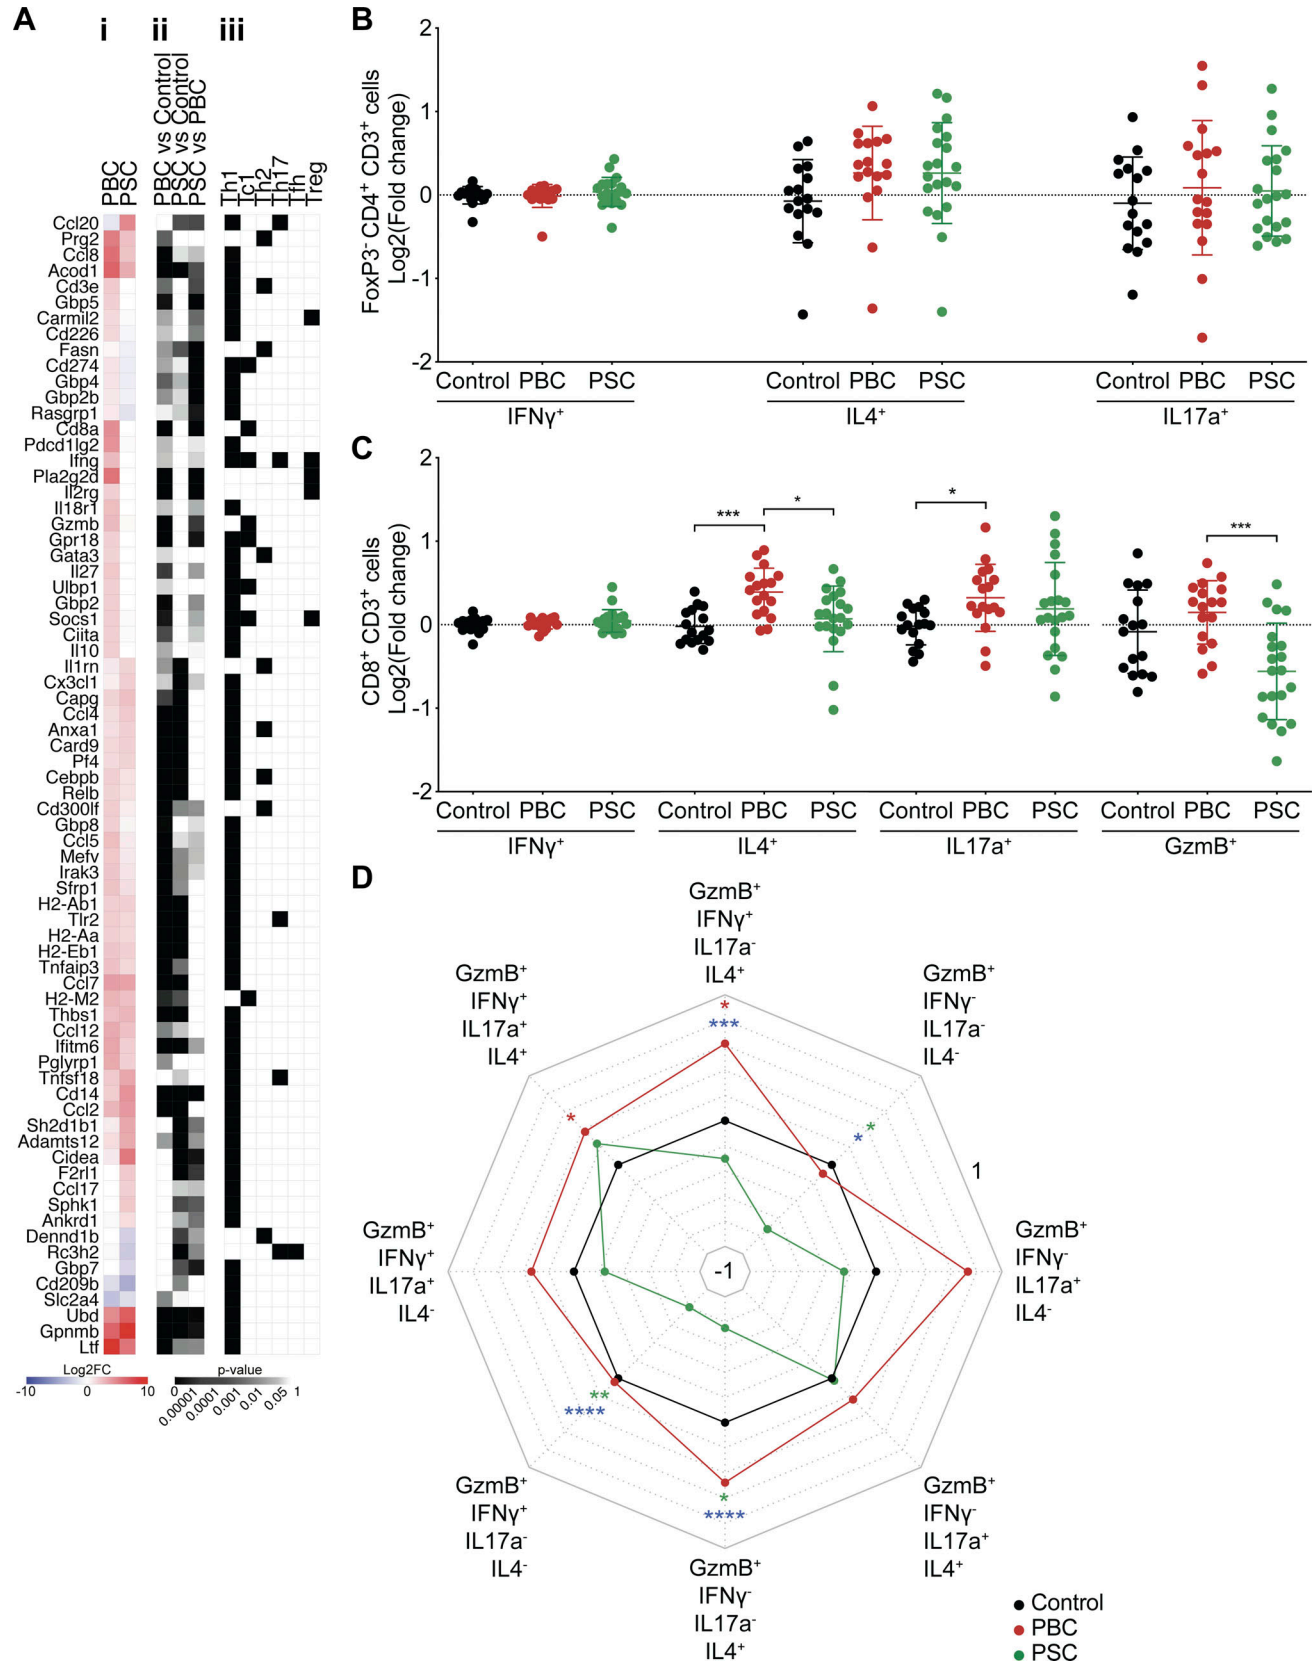 A
i
ii
iii
PBC
PSC
PBC vs Control
PSC vs Control
PSC vs PBC
Th1
Tc1
Th2
Th17
Tfh
Treg
Ccl20
Prg2
Ccl8
Acod1
Cd3e
Gbp5
Carmil2
Cd226
Fasn
Cd274
Gbp4
Gbp2b
Rasgrp1
Cd8a
Pdcd1lg2
Ifng
Pla2g2d
Il2rg
Il18r1
Gzmb
Gpr18
Gata3
Il27
Ulbp1
Gbp2
Socs1
Ciita
Il10
Il1rn
Cx3cl1
Capg
Ccl4
Anxa1
Card9
Pf4
Cebpb
Relb
Cd300lf
Gbp8
Ccl5
Mefv
Irak3
Sfrp1
H2-Ab1
Tlr2
H2-Aa
H2-Eb1
Tnfaip3
Ccl7
H2-M2
Thbs1
Ccl12
Ifitm6
Pglyrp1
Tnfsf18
Cd14
Ccl2
Sh2d1b1
Adamts12
Cidea
F2rl1
Ccl17
Sphk1
Ankrd1
Dennd1b
Rc3h2
Gbp7
Cd209b
Slc2a4
Ubd
Gpnmb
Ltf
Log2FC
-10 0 10
p-value
0 0.00001 0.0001 0.001 0.01 0.05 1
B
FoxP3⁻ CD4⁺ CD3⁺ cells
Log2(Fold change)
2
1
0
-1
-2
Control PBC PSC Control PBC PSC Control PBC PSC
IFNγ⁺ IL4⁺ IL17a⁺
C
CD8⁺ CD3⁺ cells
Log2(Fold change)
2
1
0
-1
-2
*** * * ***
Control PBC PSC Control PBC PSC Control PBC PSC Control PBC PSC
IFNγ⁺ IL4⁺ IL17a⁺ GzmB⁺
D
GzmB⁺
IFNγ⁺
IL17a⁻
IL4⁺
*
***
GzmB⁺
IFNγ⁻
IL17a⁻
IL4⁻
*
*
1
GzmB⁺
IFNγ⁻
IL17a⁺
IL4⁻
GzmB⁺
IFNγ⁻
IL17a⁺
IL4⁺
GzmB⁺
IFNγ⁻
IL17a⁻
IL4⁺
*
****
GzmB⁺
IFNγ⁺
IL17a⁻
IL4⁻
**
****
GzmB⁺
IFNγ⁺
IL17a⁺
IL4⁻
GzmB⁺
IFNγ⁺
IL17a⁺
IL4⁺
*
-1
Control
PBC
PSC